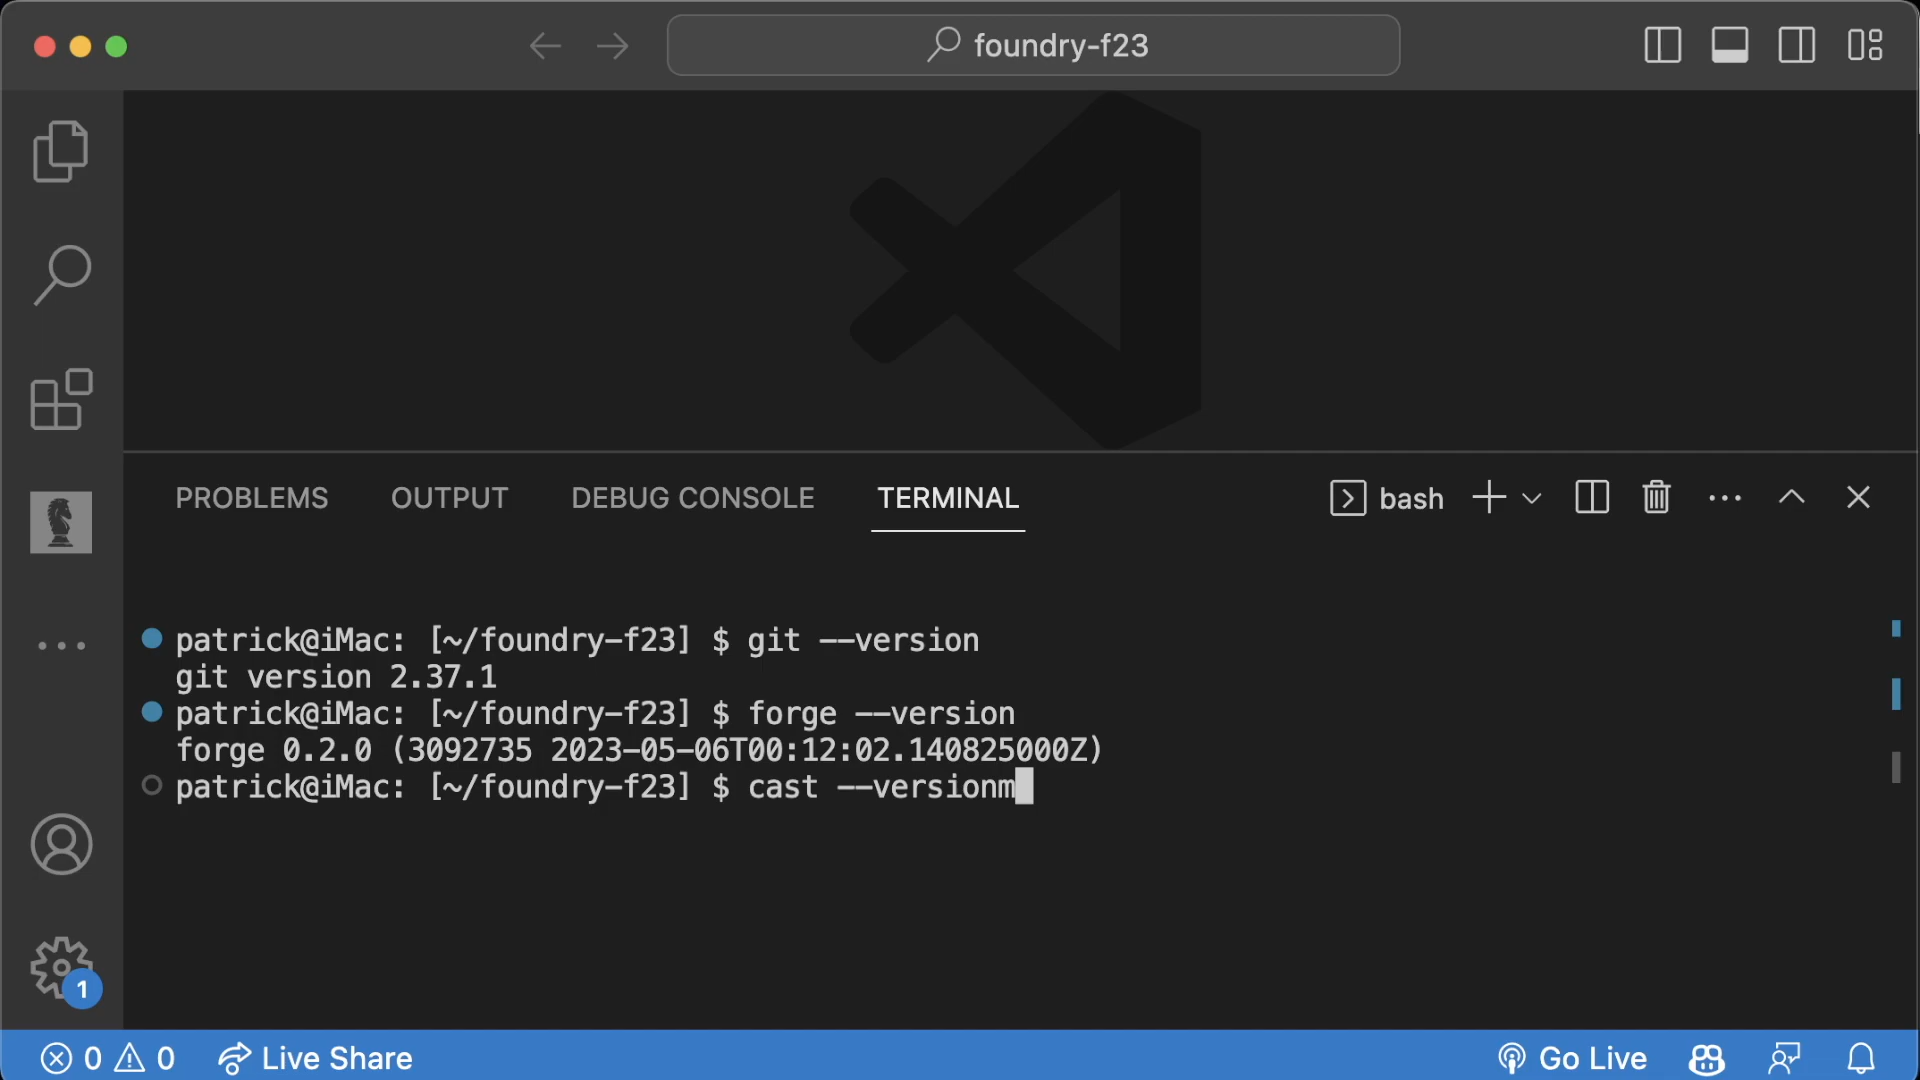 foundry-f23
PROBLEMS OUTPUT DEBUG CONSOLE TERMINAL bash
patrick@iMac: [~/foundry-f23] $ git --version
git version 2.37.1
patrick@iMac: [~/foundry-f23] $ forge --version
forge 0.2.0 (3092735 2023-05-06T00:12:02.140825000Z)
patrick@iMac: [~/foundry-f23] $ cast --versionm
1
0 0 Live Share Go Live